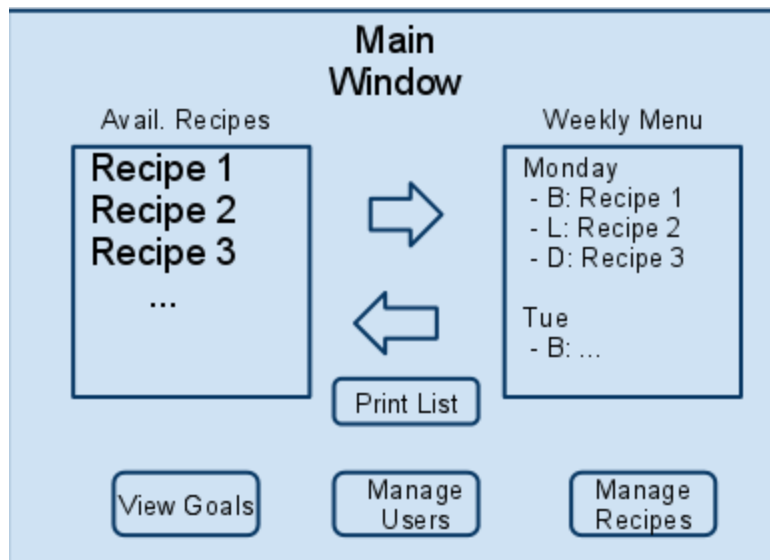 Main
Window
Avail. Recipes
Weekly Menu
Recipe 1
Recipe 2
Recipe 3
...
Monday
- B: Recipe 1
- L: Recipe 2
- D: Recipe 3
Tue
- B: ...
Print List
View Goals
Manage
Users
Manage
Recipes